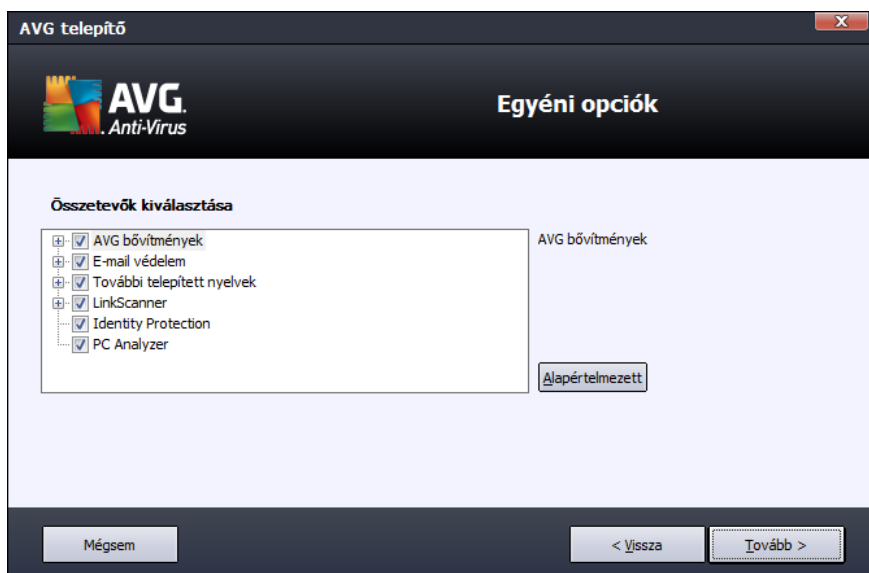 AVG telepítő
X
AVG.
Anti-Virus
Egyéni opciók
Összetevők kiválasztása
AVG bővítmények
E-mail védelem
További telepített nyelvek
LinkScanner
Identity Protection
PC Analyzer
AVG bővítmények
Alapértelmezett
Mégsem
< Vissza
Tovább >